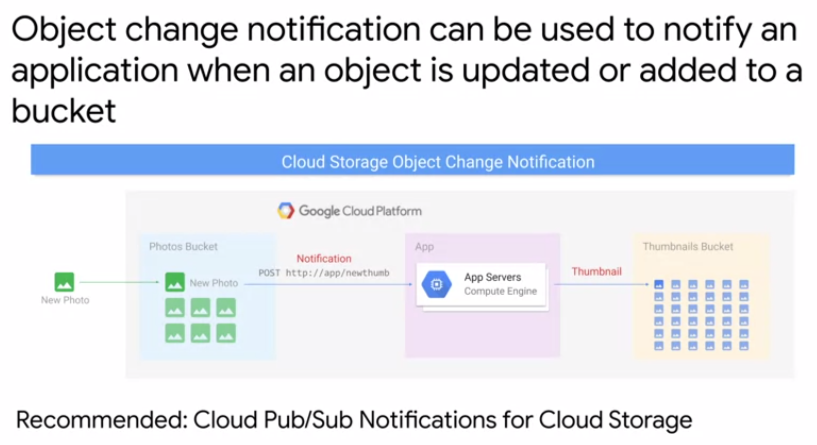 Object change notification can be used to notify an
application when an object is updated or added to a
bucket
Cloud Storage Object Change Notification
Google Cloud Platform
Photos Bucket
New Photo
New Photo
Notification
POST http://app/newthumb
App
App Servers
Compute Engine
Thumbnail
Thumbnails Bucket
Recommended: Cloud Pub/Sub Notifications for Cloud Storage